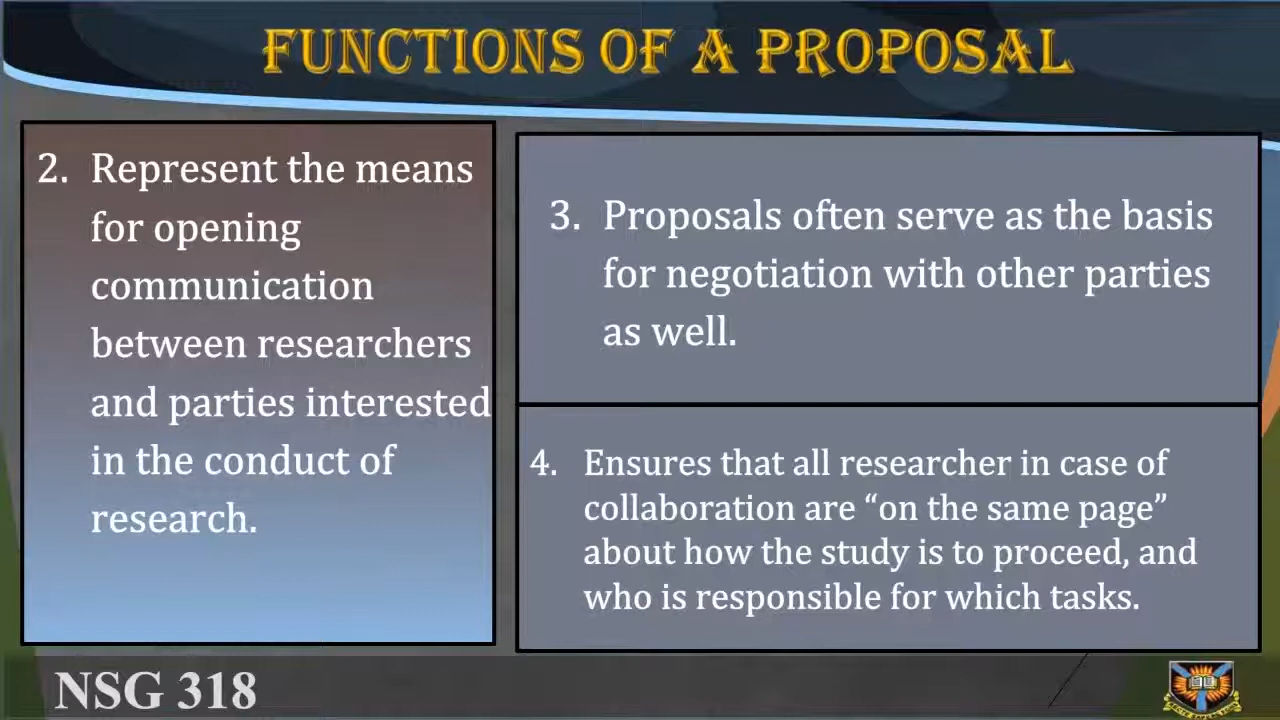 FUNCTIONS OF A PROPOSAL
2. Represent the means
for opening
communication
between researchers
and parties interested
in the conduct of
research.
3. Proposals often serve as the basis
for negotiation with other parties
as well.
4. Ensures that all researcher in case of
collaboration are “on the same page”
about how the study is to proceed, and
who is responsible for which tasks.
NSG 318